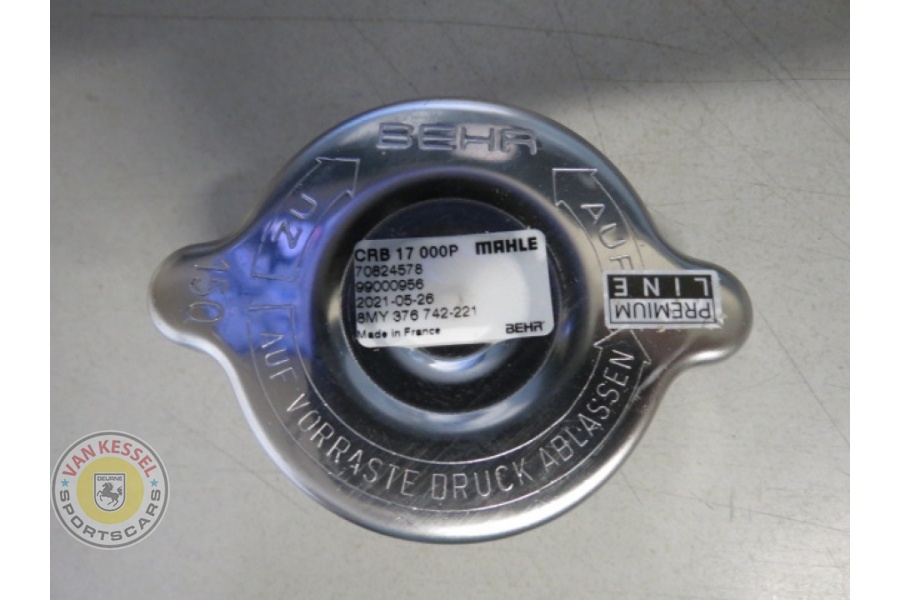 BEHR
ZU
AUF
150
CRB 17 000P MAHLE
70824578
99000956
2021-05-26
8MY 376 742-221
Made in France BEHR
PREMIUM
LINE
AUF VORRASTE DRUCK ABLASSEN
VAN KESSEL
DEURNE
SPORTSCARS